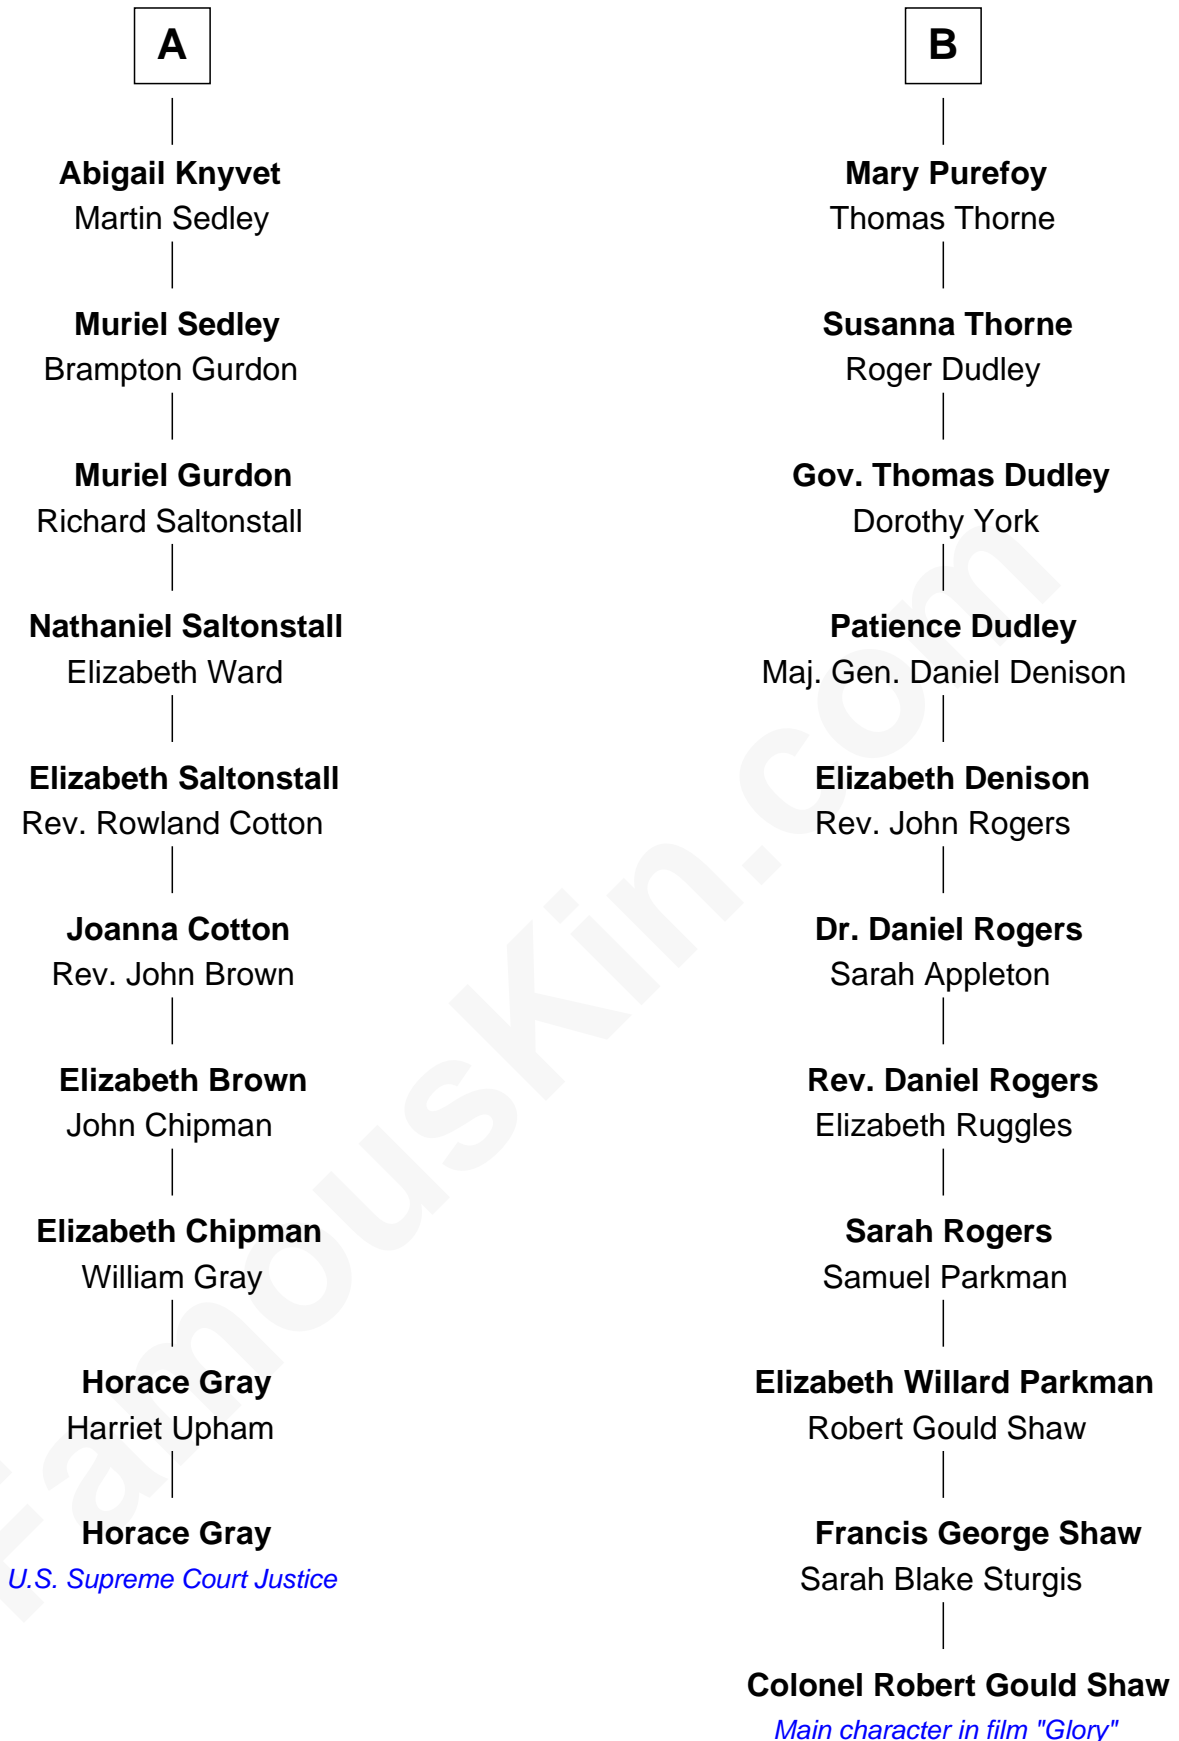 A
Abigail Knyvet
Martin Sedley
Muriel Sedley
Brampton Gurdon
Muriel Gurdon
Richard Saltonstall
Nathaniel Saltonstall
Elizabeth Ward
Elizabeth Saltonstall
Rev. Rowland Cotton
Joanna Cotton
Rev. John Brown
Elizabeth Brown
John Chipman
Elizabeth Chipman
William Gray
Horace Gray
Harriet Upham
Horace Gray
U.S. Supreme Court Justice
B
Mary Purefoy
Thomas Thorne
Susanna Thorne
Roger Dudley
Gov. Thomas Dudley
Dorothy York
Patience Dudley
Maj. Gen. Daniel Denison
Elizabeth Denison
Rev. John Rogers
Dr. Daniel Rogers
Sarah Appleton
Rev. Daniel Rogers
Elizabeth Ruggles
Sarah Rogers
Samuel Parkman
Elizabeth Willard Parkman
Robert Gould Shaw
Francis George Shaw
Sarah Blake Sturgis
Colonel Robert Gould Shaw
Main character in film "Glory"
FamousKin.com